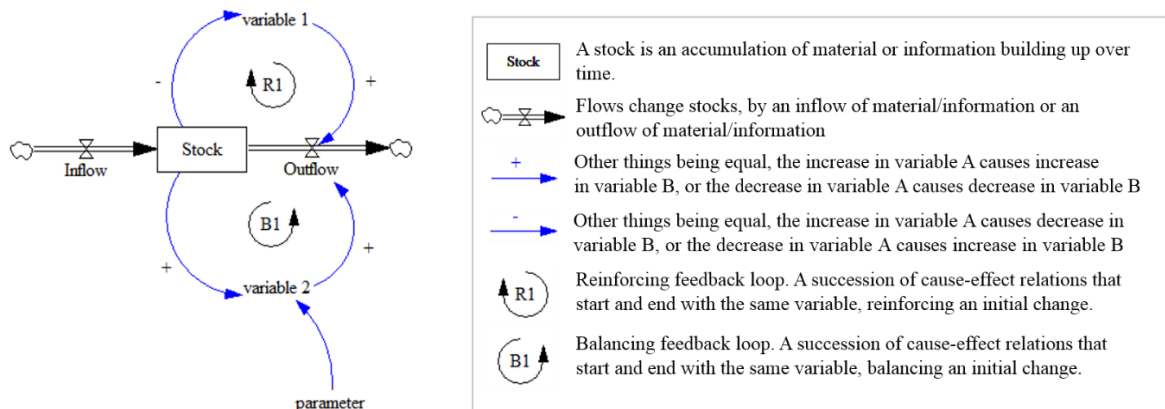 variable 1
-
R1
+
Stock
Inflow
Outflow
B1
+
+
variable 2
parameter
Stock
A stock is an accumulation of material or information building up over
time.
Flows change stocks, by an inflow of material/information or an
outflow of material/information
+
Other things being equal, the increase in variable A causes increase
in variable B, or the decrease in variable A causes decrease in variable B
-
Other things being equal, the increase in variable A causes decrease in
variable B, or the decrease in variable A causes increase in variable B
R1
Reinforcing feedback loop. A succession of cause-effect relations that
start and end with the same variable, reinforcing an initial change.
B1
Balancing feedback loop. A succession of cause-effect relations that
start and end with the same variable, balancing an initial change.